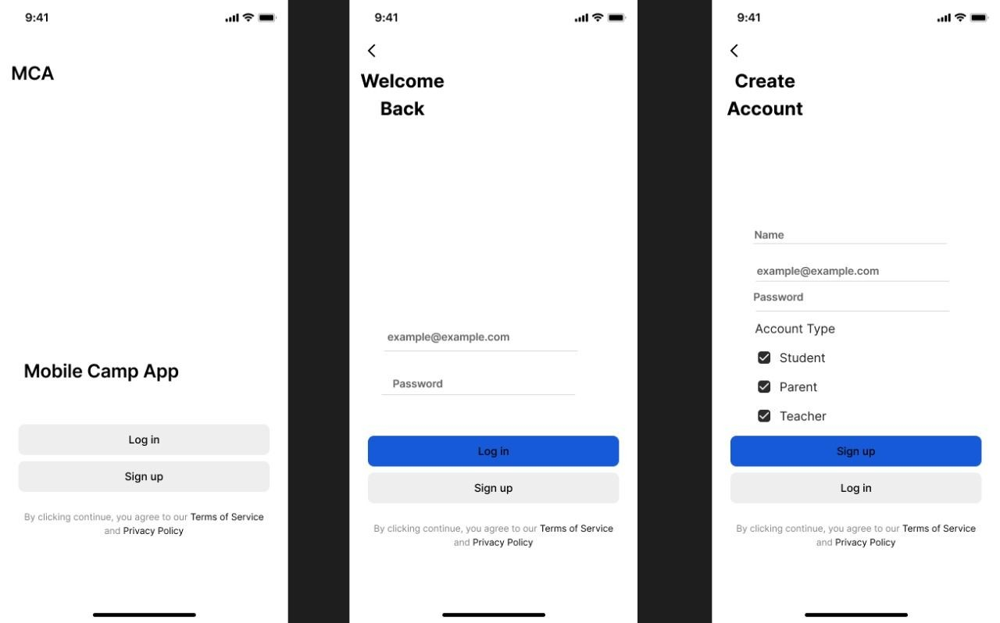 9:41
MCA
Mobile Camp App
Log in
Sign up
By clicking continue, you agree to our Terms of Service
and Privacy Policy
9:41
Welcome
Back
example@example.com
Password
Log in
Sign up
By clicking continue, you agree to our Terms of Service
and Privacy Policy
9:41
Create
Account
Name
example@example.com
Password
Account Type
Student
Parent
Teacher
Sign up
Log in
By clicking continue, you agree to our Terms of Service
and Privacy Policy